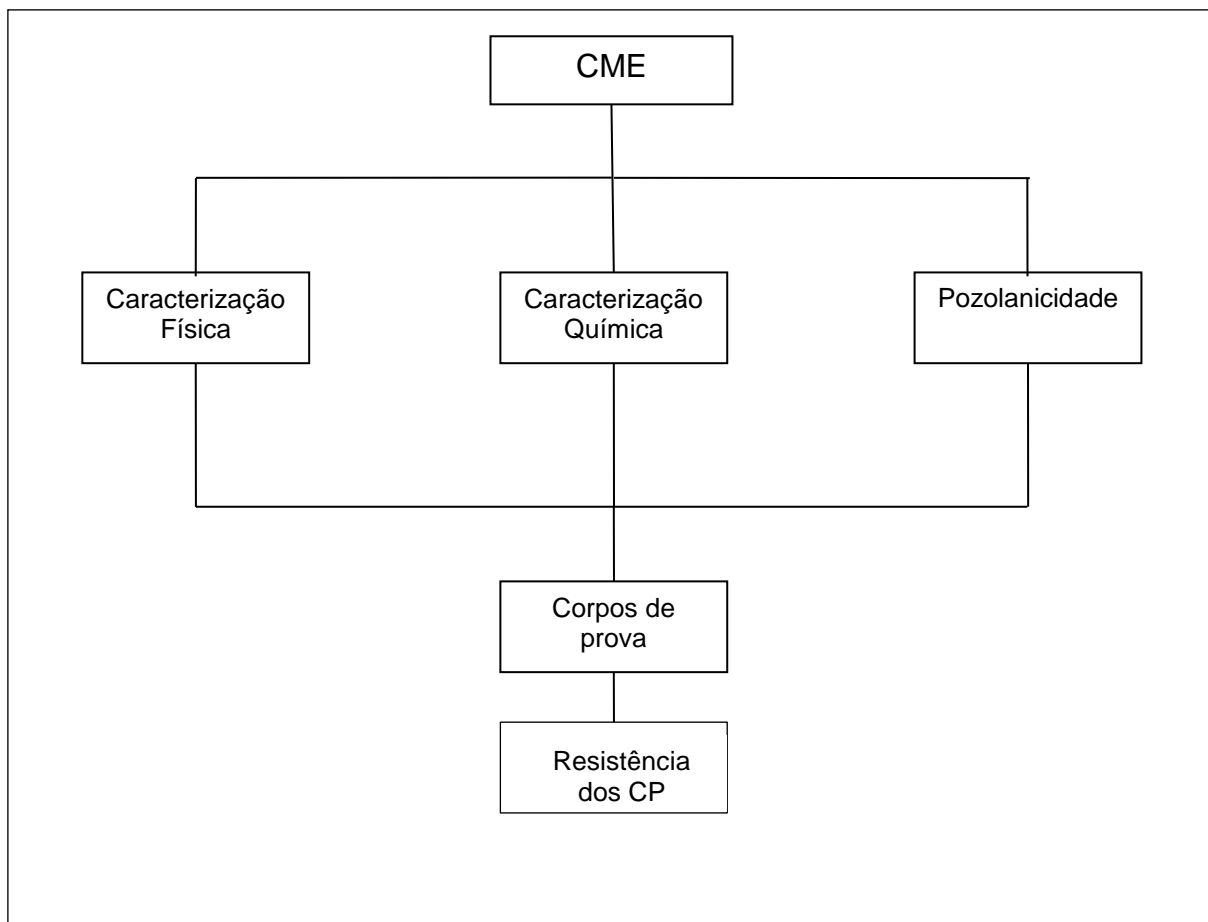 CME
Caracterização
Física
Caracterização
Química
Pozolanicidade
Corpos de
prova
Resistência
dos CP